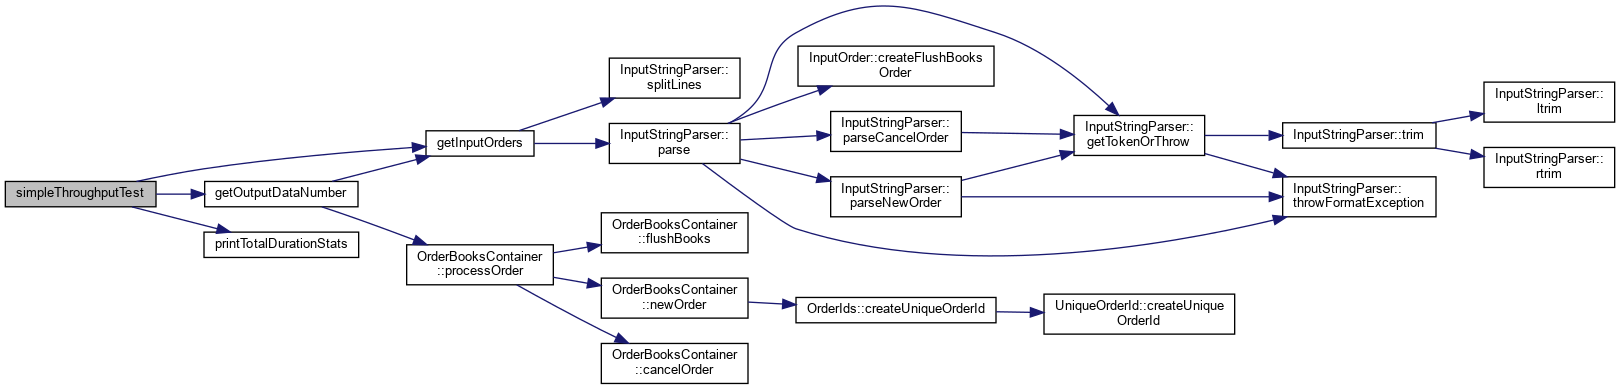 simpleThroughputTest
getInputOrders
getOutputDataNumber
printTotalDurationStats
InputStringParser::
splitLines
InputStringParser::
parse
OrderBooksContainer
::processOrder
OrderBooksContainer
::flushBooks
OrderBooksContainer
::newOrder
OrderBooksContainer
::cancelOrder
InputOrder::createFlushBooks
Order
InputStringParser::
parseCancelOrder
InputStringParser::
parseNewOrder
OrderIds::createUniqueOrderId
UniqueOrderId::createUnique
OrderId
InputStringParser::
getTokenOrThrow
InputStringParser::trim
InputStringParser::
throwFormatException
InputStringParser::
ltrim
InputStringParser::
rtrim